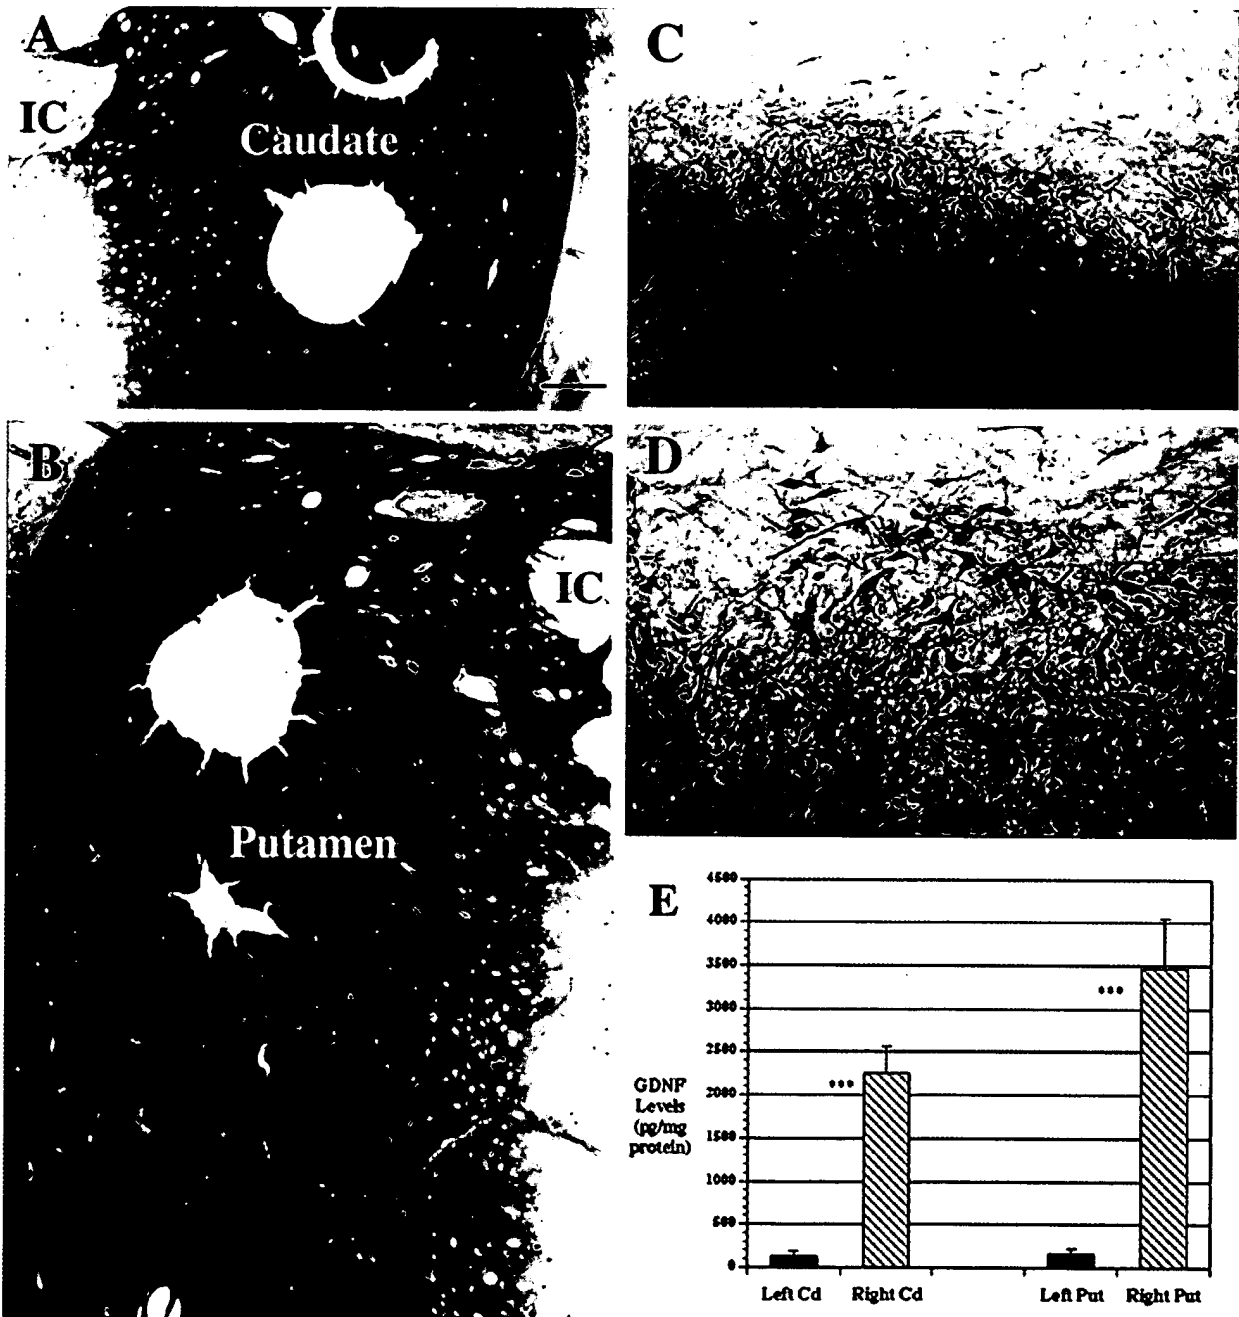 A
IC
Caudate
C
B
IC
Putamen
D
E
4500
4000
3500
3000
2500
2000
1500
1000
500
0
GDNF
Levels
(pg/mg
protein)
***
***
Left Cd
Right Cd
Left Put
Right Put